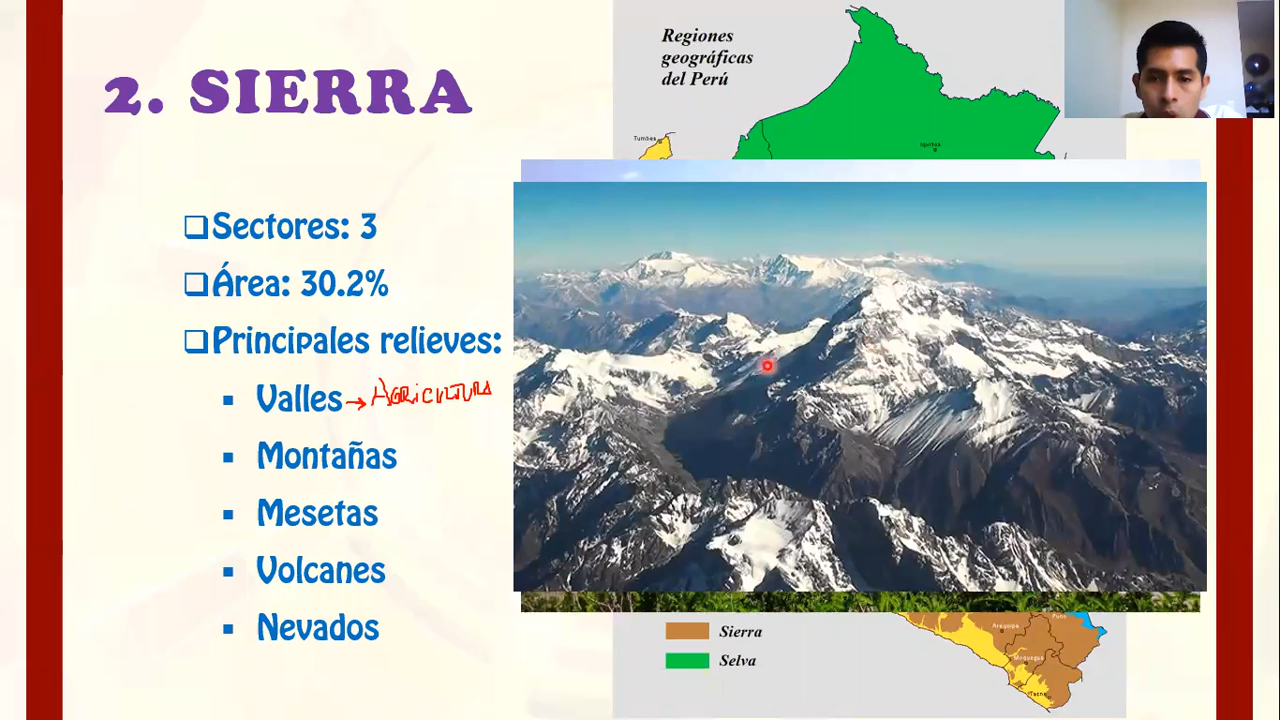 2. SIERRA
Sectores: 3
Área: 30.2%
Principales relieves:
Valles → AGRICULTURA
Montañas
Mesetas
Volcanes
Nevados
Regiones
geográficas
del Perú
Tumbes
Iquitos
Sierra
Selva
Arequipa
Puno
Moquegua
Tacna